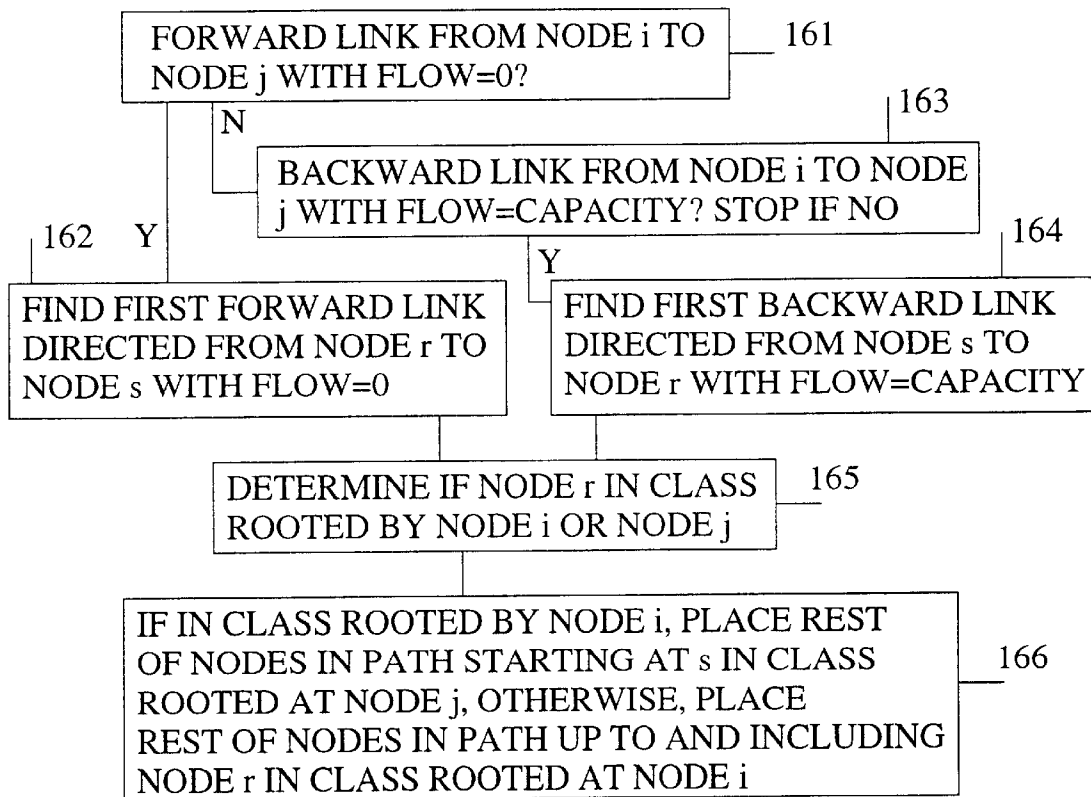 FORWARD LINK FROM NODE i TO
NODE j WITH FLOW=0?
161
N
163
BACKWARD LINK FROM NODE i TO NODE
j WITH FLOW=CAPACITY? STOP IF NO
162
Y
Y
164
FIND FIRST FORWARD LINK
DIRECTED FROM NODE r TO
NODE s WITH FLOW=0
FIND FIRST BACKWARD LINK
DIRECTED FROM NODE s TO
NODE r WITH FLOW=CAPACITY
DETERMINE IF NODE r IN CLASS
ROOTED BY NODE i OR NODE j
165
IF IN CLASS ROOTED BY NODE i, PLACE REST
OF NODES IN PATH STARTING AT s IN CLASS
ROOTED AT NODE j, OTHERWISE, PLACE
REST OF NODES IN PATH UP TO AND INCLUDING
NODE r IN CLASS ROOTED AT NODE i
166